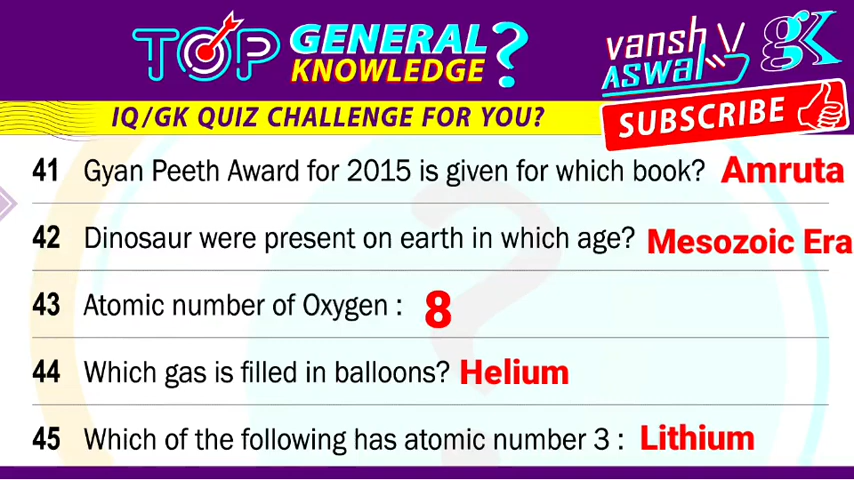 TOP GENERAL KNOWLEDGE?
vansh ASWal gk
IQ/GK QUIZ CHALLENGE FOR YOU?
SUBSCRIBE
41 Gyan Peeth Award for 2015 is given for which book? Amruta
42 Dinosaur were present on earth in which age? Mesozoic Era
43 Atomic number of Oxygen : 8
44 Which gas is filled in balloons? Helium
45 Which of the following has atomic number 3 : Lithium